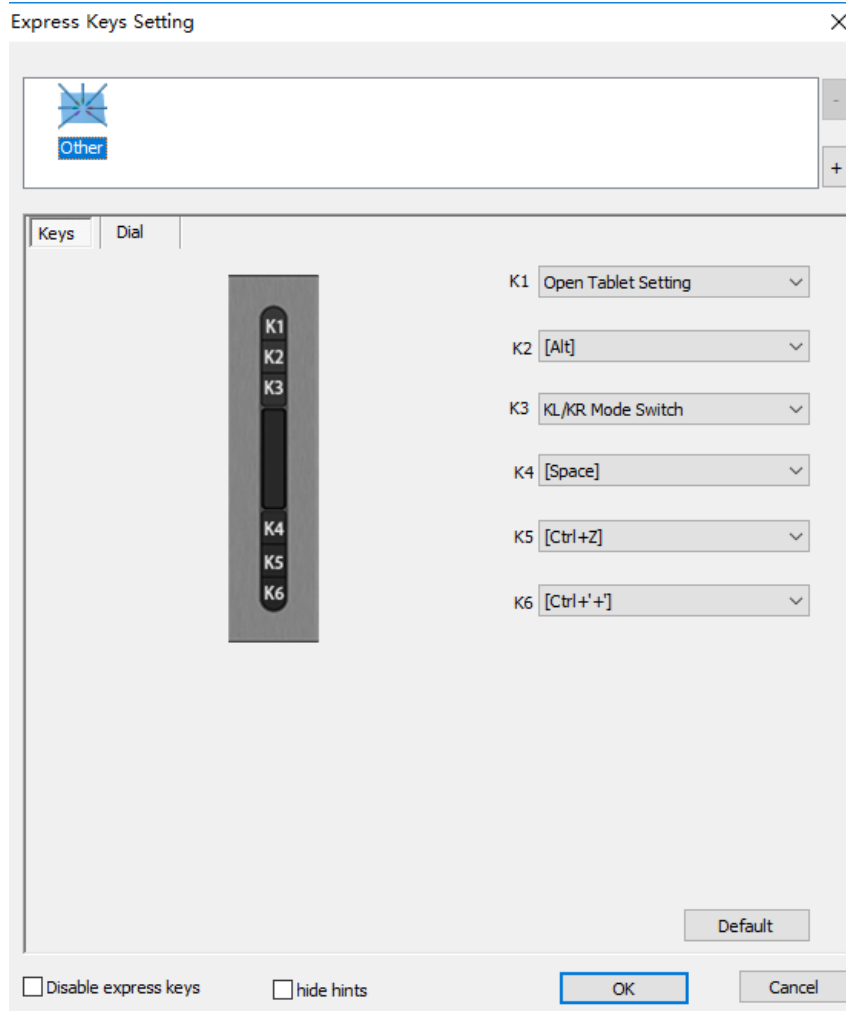 Express Keys Setting
-
Other
+
Keys Dial
K1 Open Tablet Setting
K1
K2
K3
K2 [Alt]
K3 KL/KR Mode Switch
K4 [Space]
K4
K5
K6
K5 [Ctrl+Z]
K6 [Ctrl+'+']
Default
Disable express keys hide hints OK Cancel